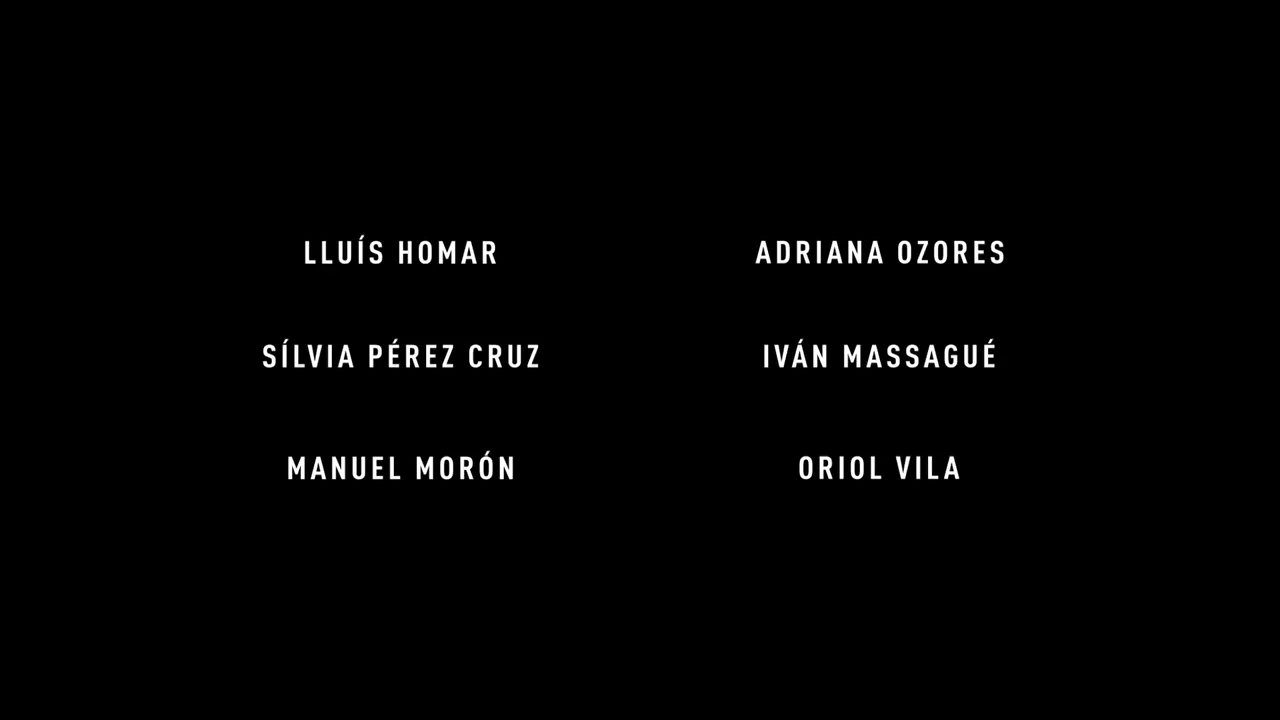 LLUÍS HOMAR
ADRIANA OZORES
SÍLVIA PÉREZ CRUZ
IVÁN MASSAGUÉ
MANUEL MORÓN
ORIOL VILA